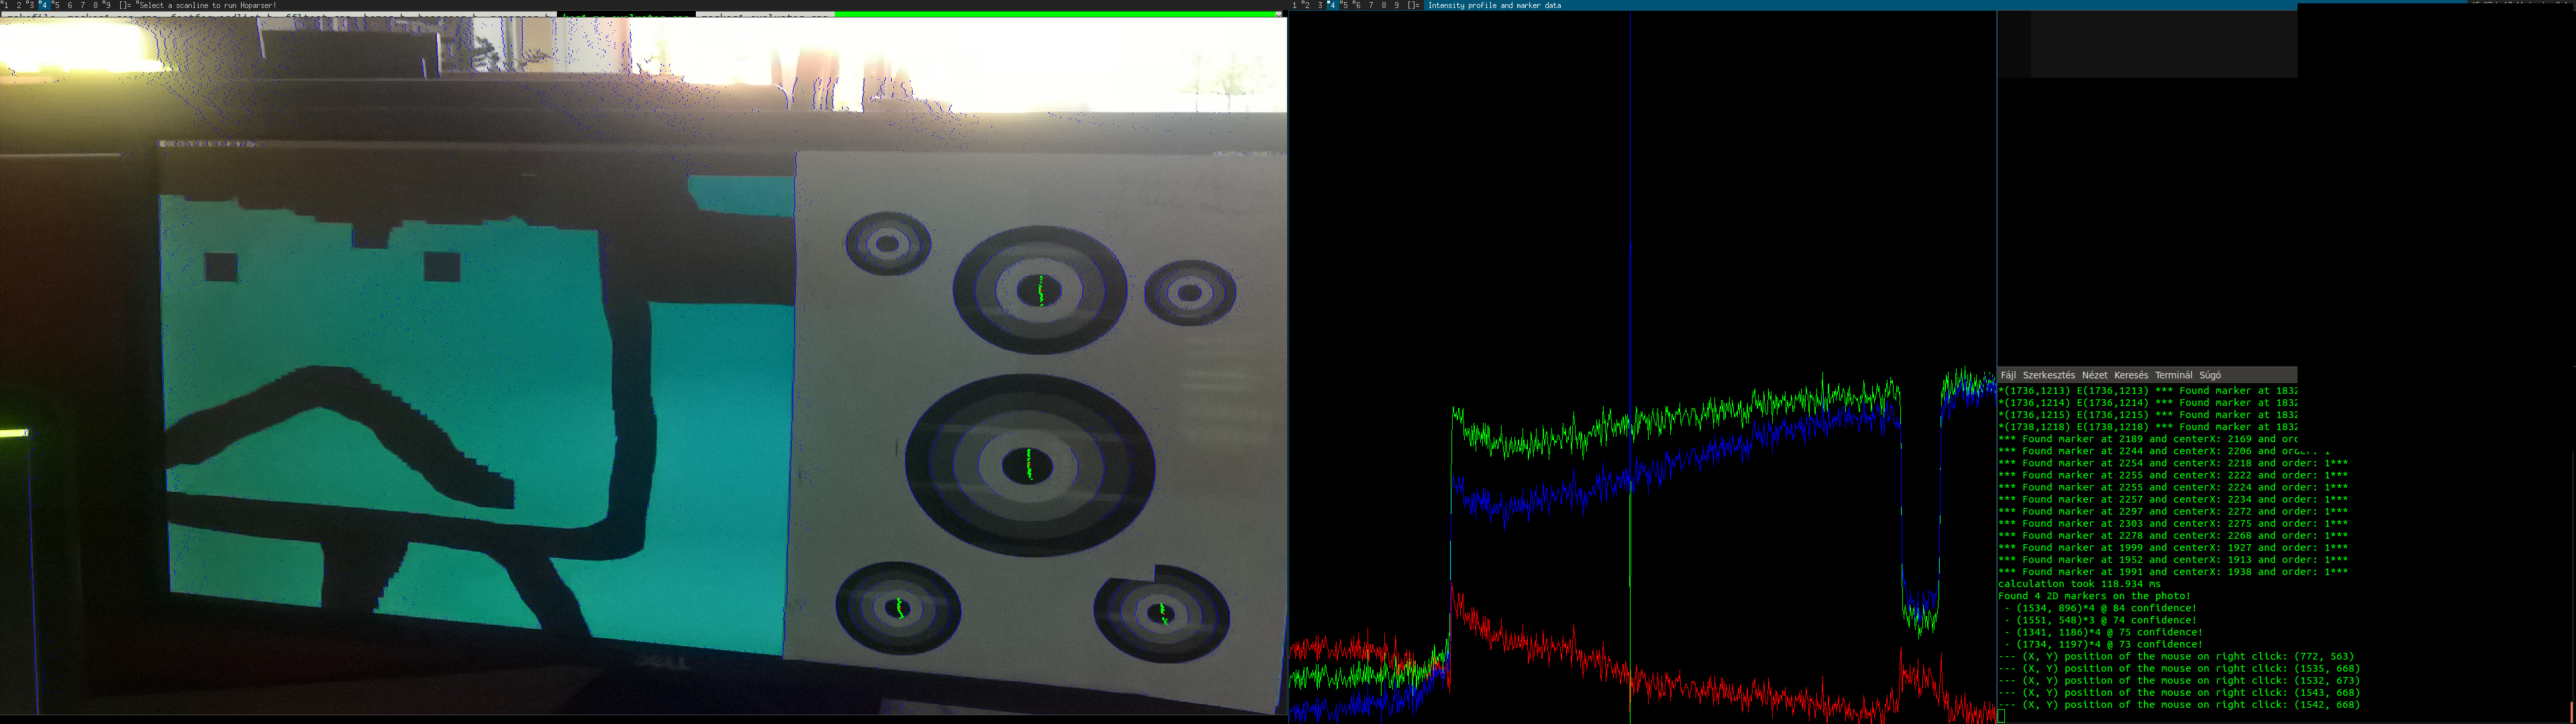 *1 2 *3 *4 *5 6 7 8 *9 []= *Select a scanline to run Hoparser!
1 *2 3 *4 *5 *6 7 8 9 []= Intensity profile and marker data
Fájl Szerkesztés Nézet Keresés Terminál Súgó
*(1736,1213) E(1736,1213) *** Found marker at 1832
*(1736,1214) E(1736,1214) *** Found marker at 1832
*(1736,1215) E(1736,1215) *** Found marker at 1832
*(1738,1218) E(1738,1218) *** Found marker at 1832
*** Found marker at 2189 and centerX: 2169 and orc
*** Found marker at 2244 and centerX: 2206 and order: 1
*** Found marker at 2254 and centerX: 2218 and order: 1***
*** Found marker at 2255 and centerX: 2222 and order: 1***
*** Found marker at 2255 and centerX: 2224 and order: 1***
*** Found marker at 2257 and centerX: 2234 and order: 1***
*** Found marker at 2297 and centerX: 2272 and order: 1***
*** Found marker at 2303 and centerX: 2275 and order: 1***
*** Found marker at 2278 and centerX: 2268 and order: 1***
*** Found marker at 1999 and centerX: 1927 and order: 1***
*** Found marker at 1952 and centerX: 1913 and order: 1***
*** Found marker at 1991 and centerX: 1938 and order: 1***
calculation took 118.934 ms
Found 4 2D markers on the photo!
- (1534, 896)*4 @ 84 confidence!
- (1551, 548)*3 @ 74 confidence!
- (1341, 1186)*4 @ 75 confidence!
- (1734, 1197)*4 @ 73 confidence!
--- (X, Y) position of the mouse on right click: (772, 563)
--- (X, Y) position of the mouse on right click: (1535, 668)
--- (X, Y) position of the mouse on right click: (1532, 673)
--- (X, Y) position of the mouse on right click: (1543, 668)
--- (X, Y) position of the mouse on right click: (1542, 668)